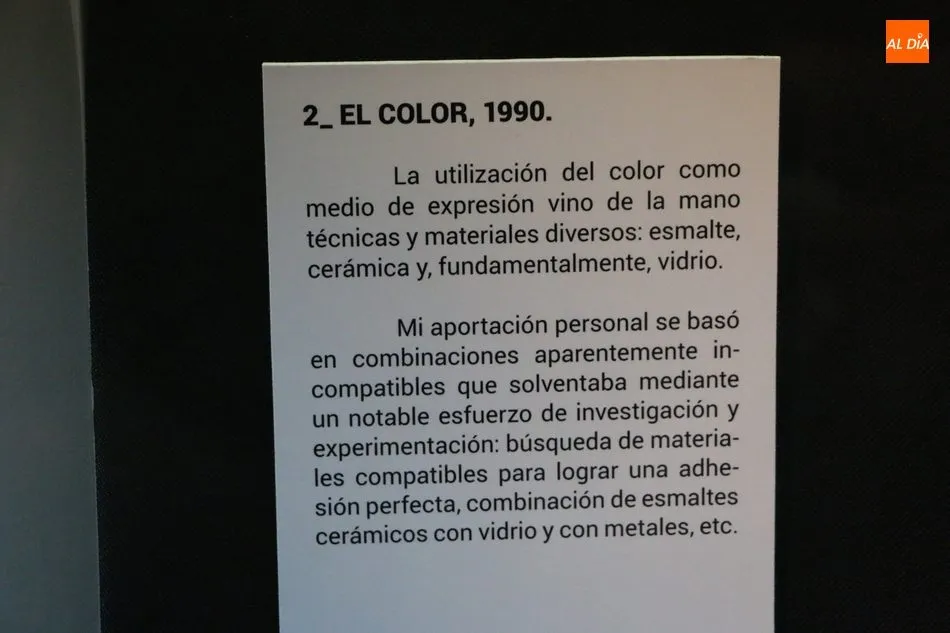 AL DÍA
2_ EL COLOR, 1990.
La utilización del color como
medio de expresión vino de la mano
técnicas y materiales diversos: esmalte,
cerámica y, fundamentalmente, vidrio.
Mi aportación personal se basó
en combinaciones aparentemente in-
compatibles que solventaba mediante
un notable esfuerzo de investigación y
experimentación: búsqueda de materia-
les compatibles para lograr una adhe-
sión perfecta, combinación de esmaltes
cerámicos con vidrio y con metales, etc.